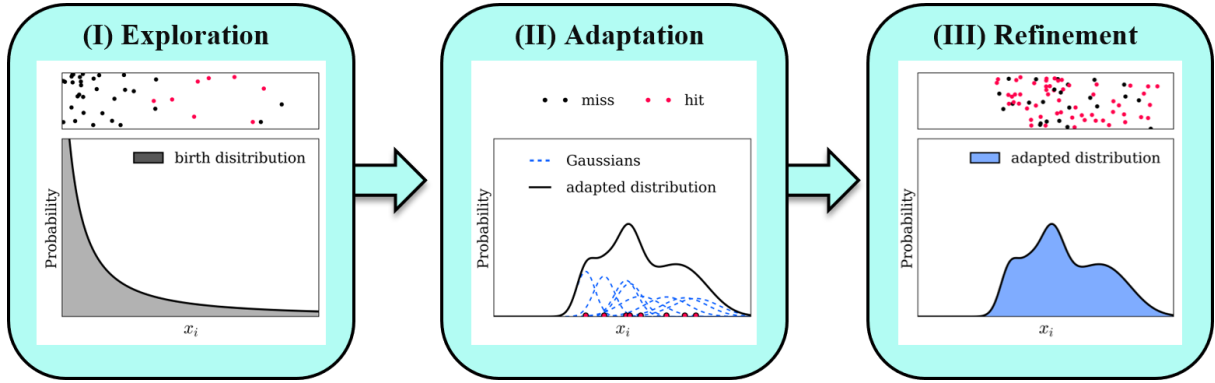 (I) Exploration
birth disitribution
Probability
x_i
(II) Adaptation
miss
hit
Gaussians
adapted distribution
Probability
x_i
(III) Refinement
adapted distribution
Probability
x_i